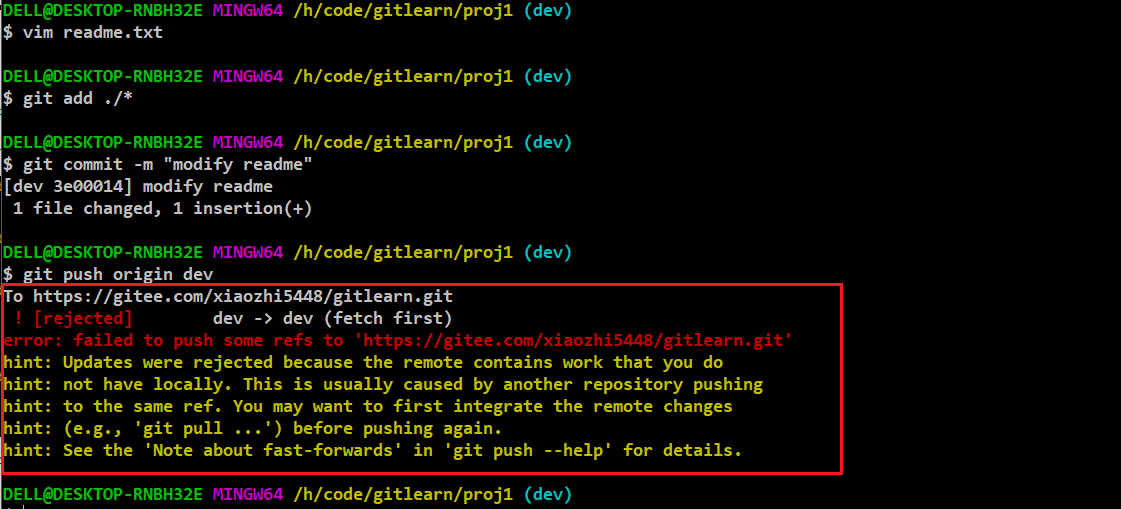 DELL@DESKTOP-RNBH32E MINGW64 /h/code/gitlearn/proj1 (dev)
$ vim readme.txt
DELL@DESKTOP-RNBH32E MINGW64 /h/code/gitlearn/proj1 (dev)
$ git add ./*
DELL@DESKTOP-RNBH32E MINGW64 /h/code/gitlearn/proj1 (dev)
$ git commit -m "modify readme"
[dev 3e00014] modify readme
 1 file changed, 1 insertion(+)
DELL@DESKTOP-RNBH32E MINGW64 /h/code/gitlearn/proj1 (dev)
$ git push origin dev
To https://gitee.com/xiaozhi5448/gitlearn.git
 ! [rejected]        dev -> dev (fetch first)
error: failed to push some refs to 'https://gitee.com/xiaozhi5448/gitlearn.git'
hint: Updates were rejected because the remote contains work that you do
hint: not have locally. This is usually caused by another repository pushing
hint: to the same ref. You may want to first integrate the remote changes
hint: (e.g., 'git pull ...') before pushing again.
hint: See the 'Note about fast-forwards' in 'git push --help' for details.
DELL@DESKTOP-RNBH32E MINGW64 /h/code/gitlearn/proj1 (dev)